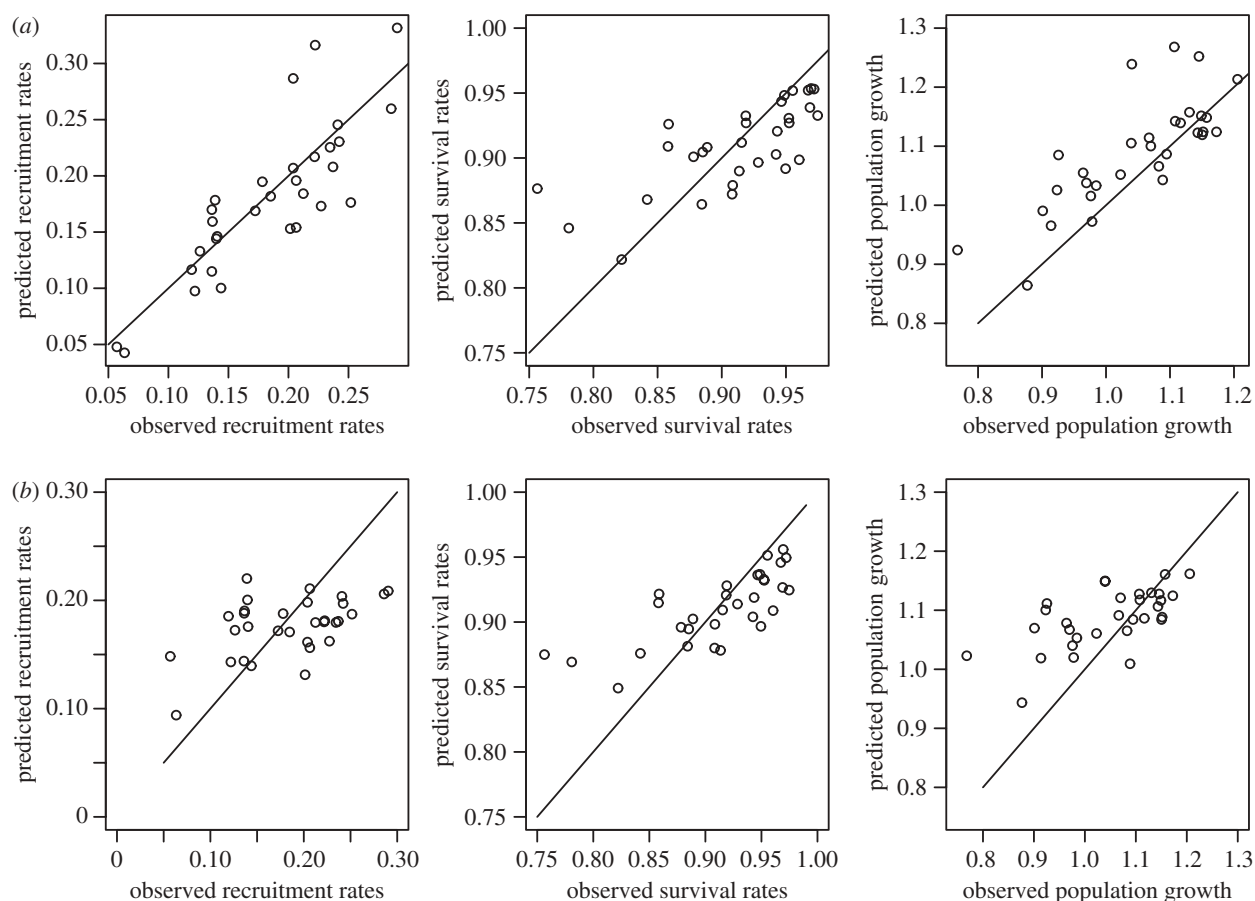 (a)
predicted recruitment rates
0.30
0.25
0.20
0.15
0.10
0.05
0.05 0.10 0.15 0.20 0.25
observed recruitment rates
predicted survival rates
1.00
0.95
0.90
0.85
0.80
0.75
0.75 0.80 0.85 0.90 0.95
observed survival rates
predicted population growth
1.3
1.2
1.1
1.0
0.9
0.8
0.8 0.9 1.0 1.1 1.2
observed population growth
(b)
predicted recruitment rates
0.30
0.20
0.10
0
0 0.10 0.20 0.30
observed recruitment rates
predicted survival rates
1.00
0.95
0.90
0.85
0.80
0.75
0.75 0.80 0.85 0.90 0.95 1.00
observed survival rates
predicted population growth
1.3
1.2
1.1
1.0
0.9
0.8
0.8 0.9 1.0 1.1 1.2 1.3
observed population growth